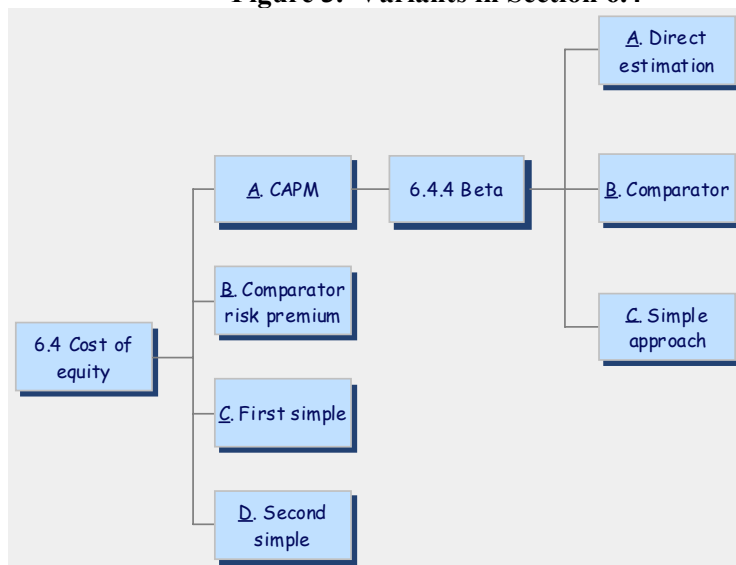 Figure Variants in Section 6.4
A. Direct
estimation
A. CAPM
6.4.4 Beta
B. Comparator
B. Comparator
risk premium
C. Simple
approach
6.4 Cost of
equity
C. First simple
D. Second
simple